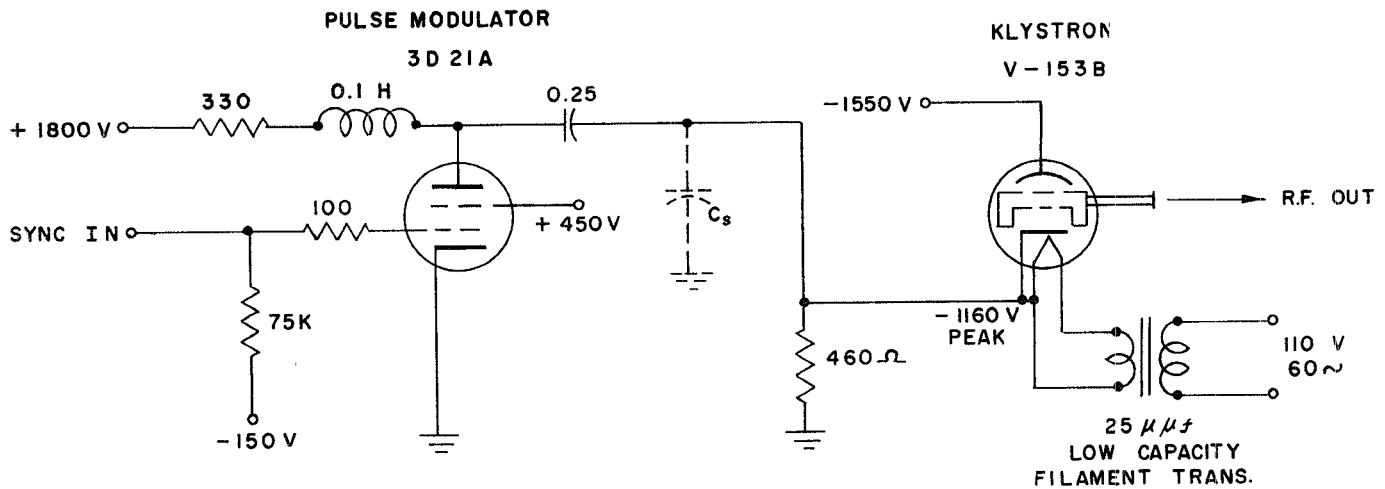 PULSE MODULATOR
3D 21A
KLYSTRON
V-153B
330
0.1 H
0.25
-1550 V
+ 1800 V
R.F. OUT
100
Cs
+ 450 V
SYNC IN
75K
-1160 V
PEAK
460 Ω
110 V
60 ~
-150 V
25 μμf
LOW CAPACITY
FILAMENT TRANS.